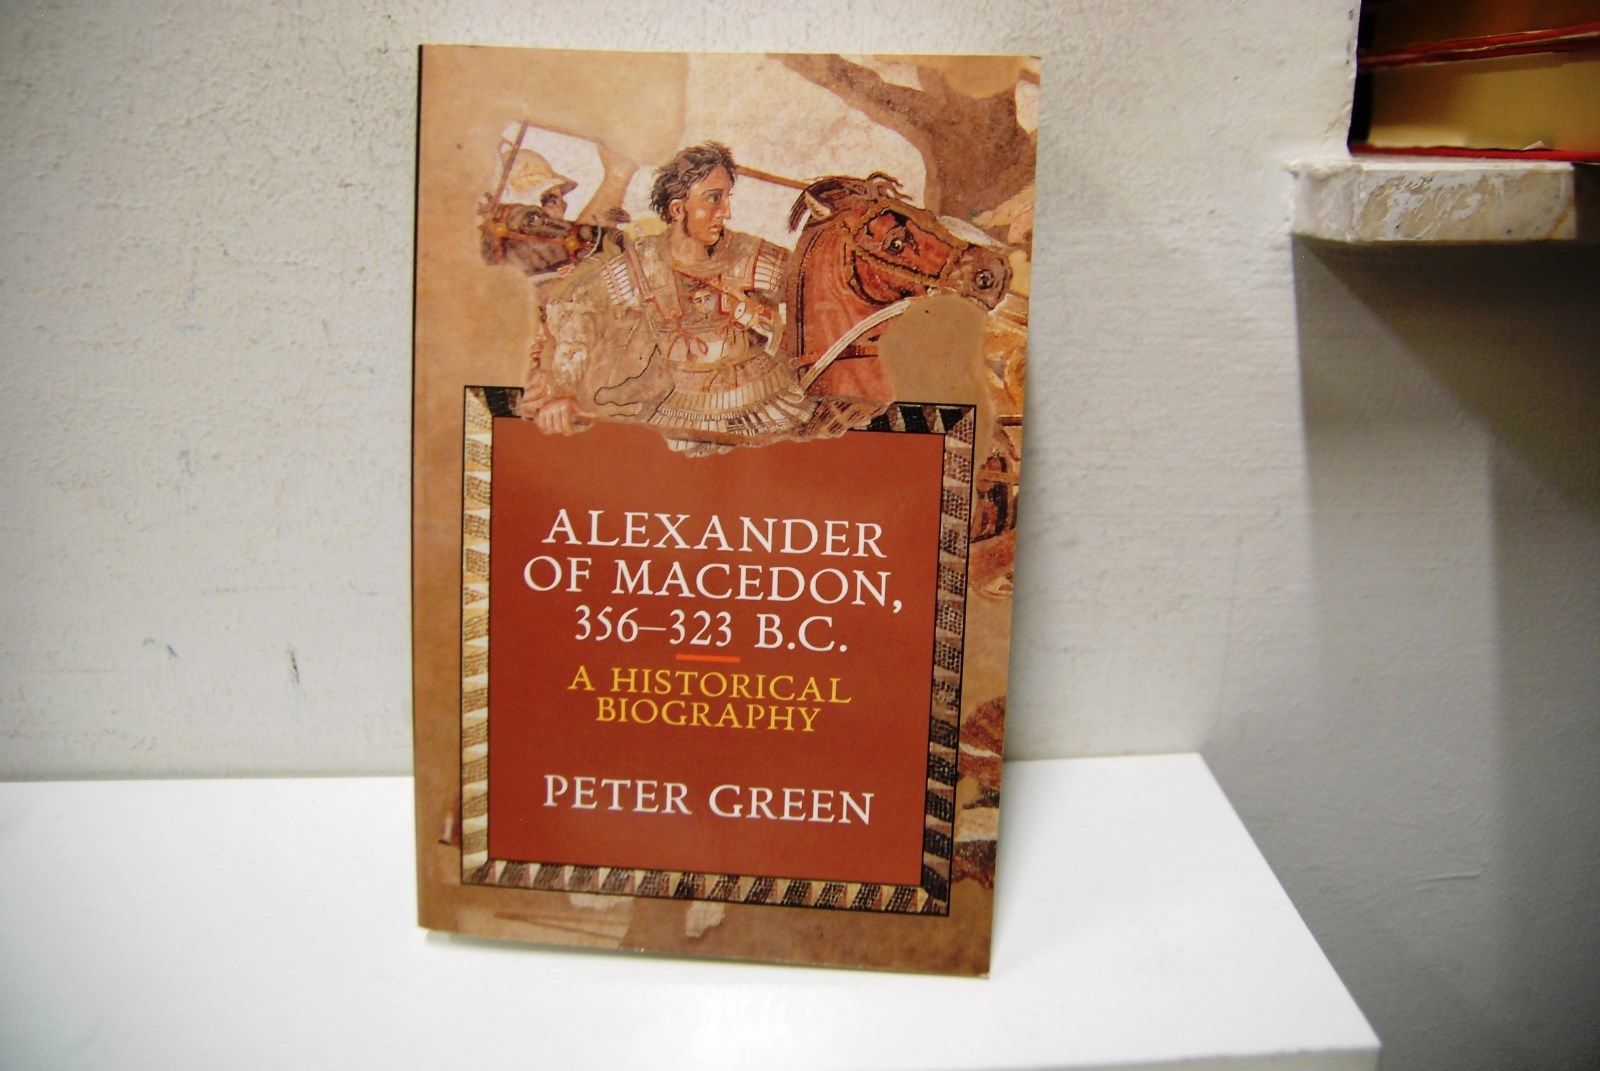 ALEXANDER
OF MACEDON,
356–323 B.C.
A HISTORICAL
BIOGRAPHY
PETER GREEN